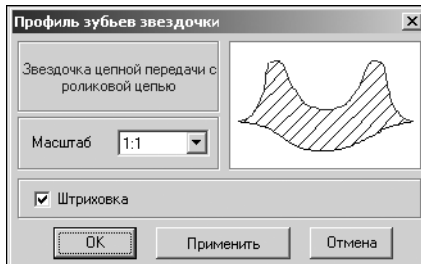 Профиль зубьев звездочки
Звездочка цепной передачи с
роликовой цепью
Масштаб 1:1
Штриховка
OK Применить Отмена